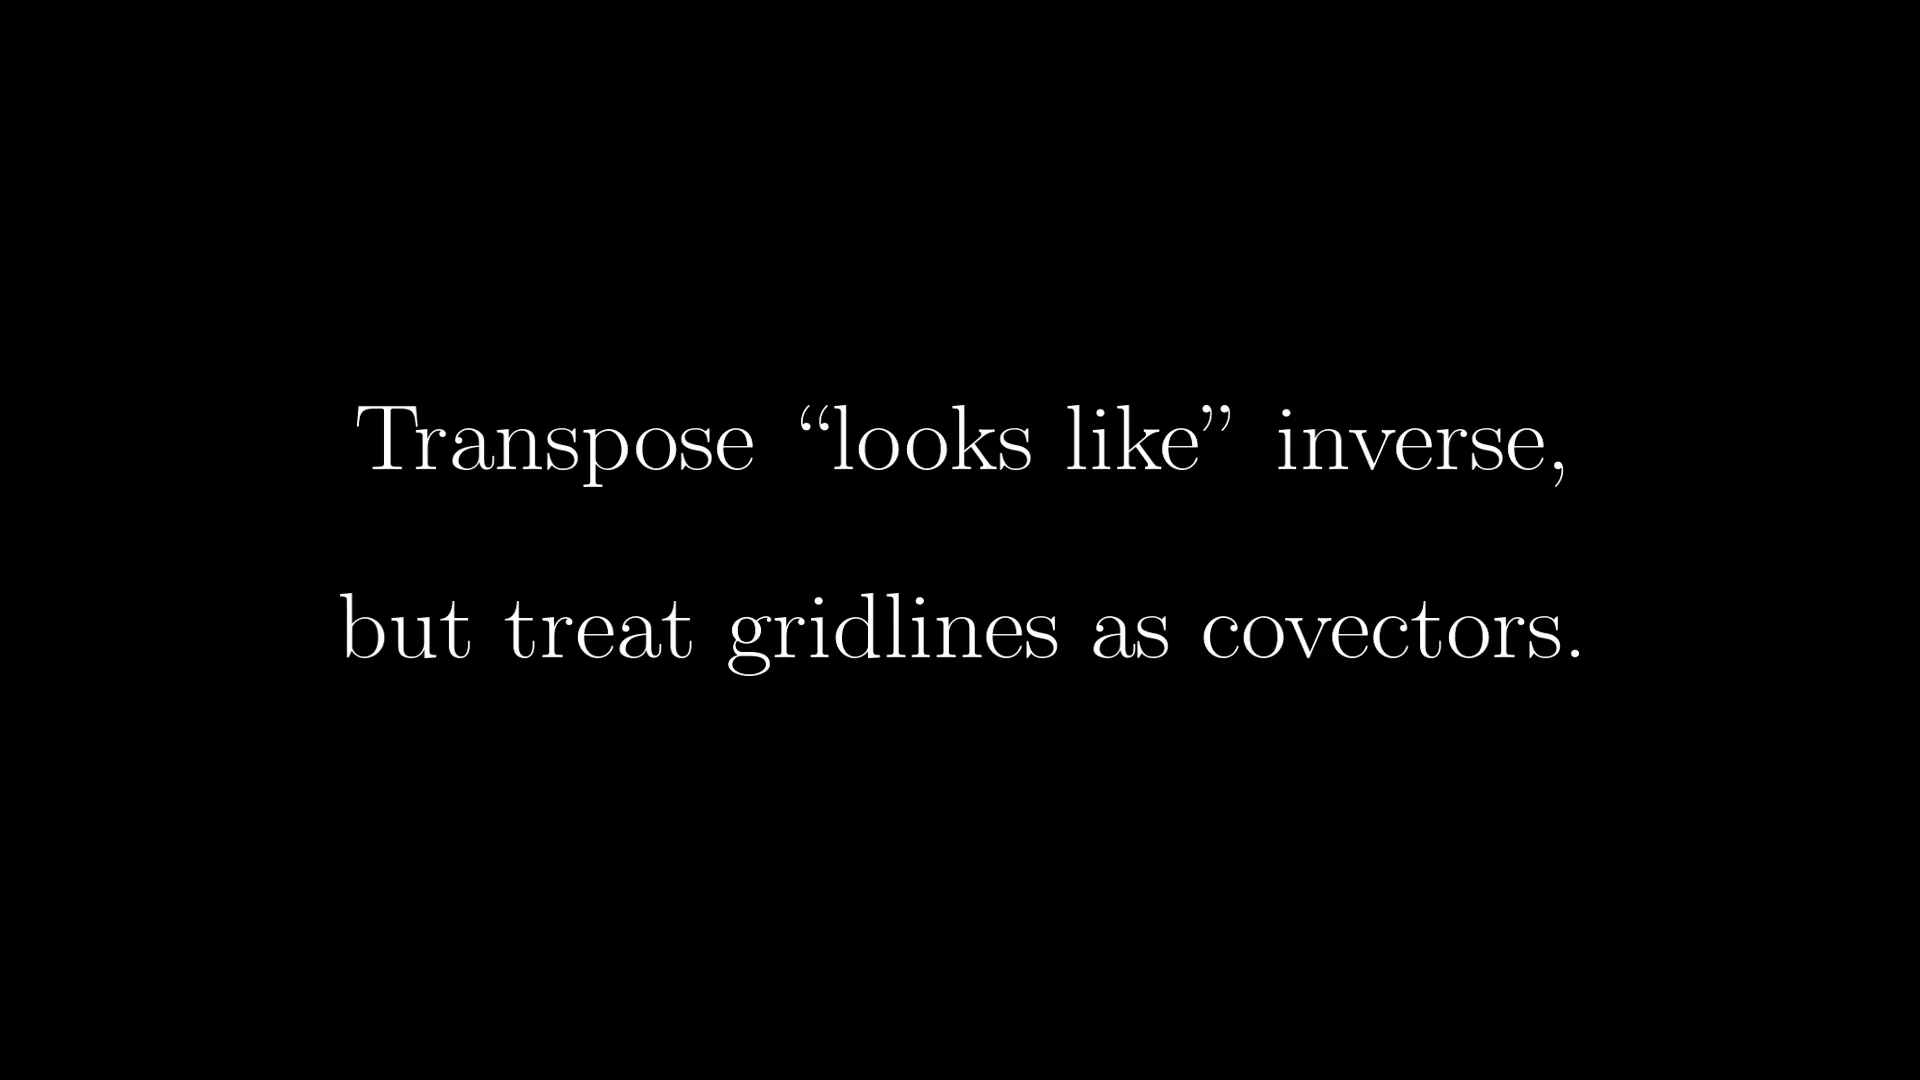 Transpose “looks like” inverse,
but treat gridlines as covectors.